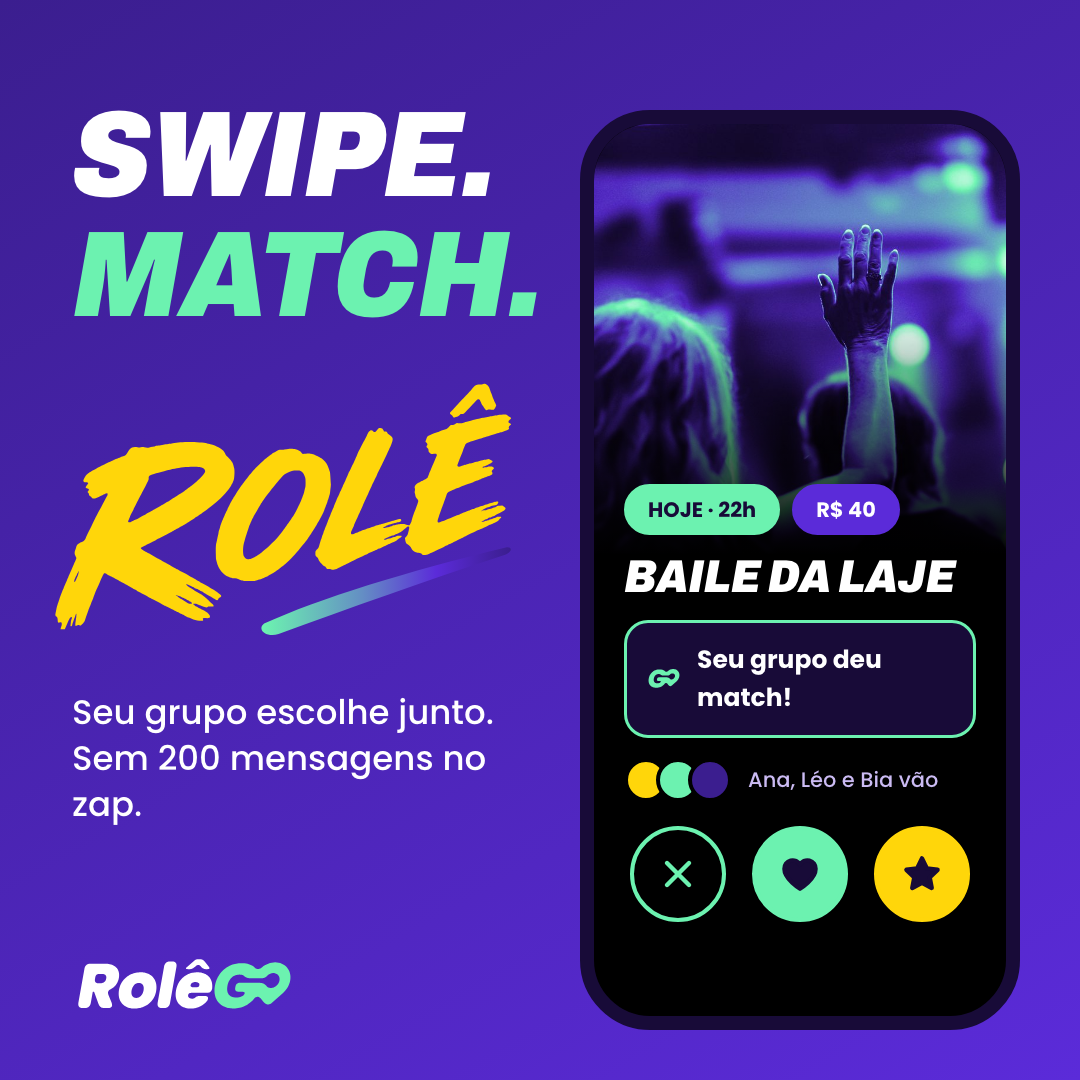 SWIPE.
MATCH.
ROLÊ
Seu grupo escolhe junto.
Sem 200 mensagens no
zap.
RolêGO
HOJE · 22h
R$ 40
BAILE DA LAJE
GO
Seu grupo deu
match!
Ana, Léo e Bia vão